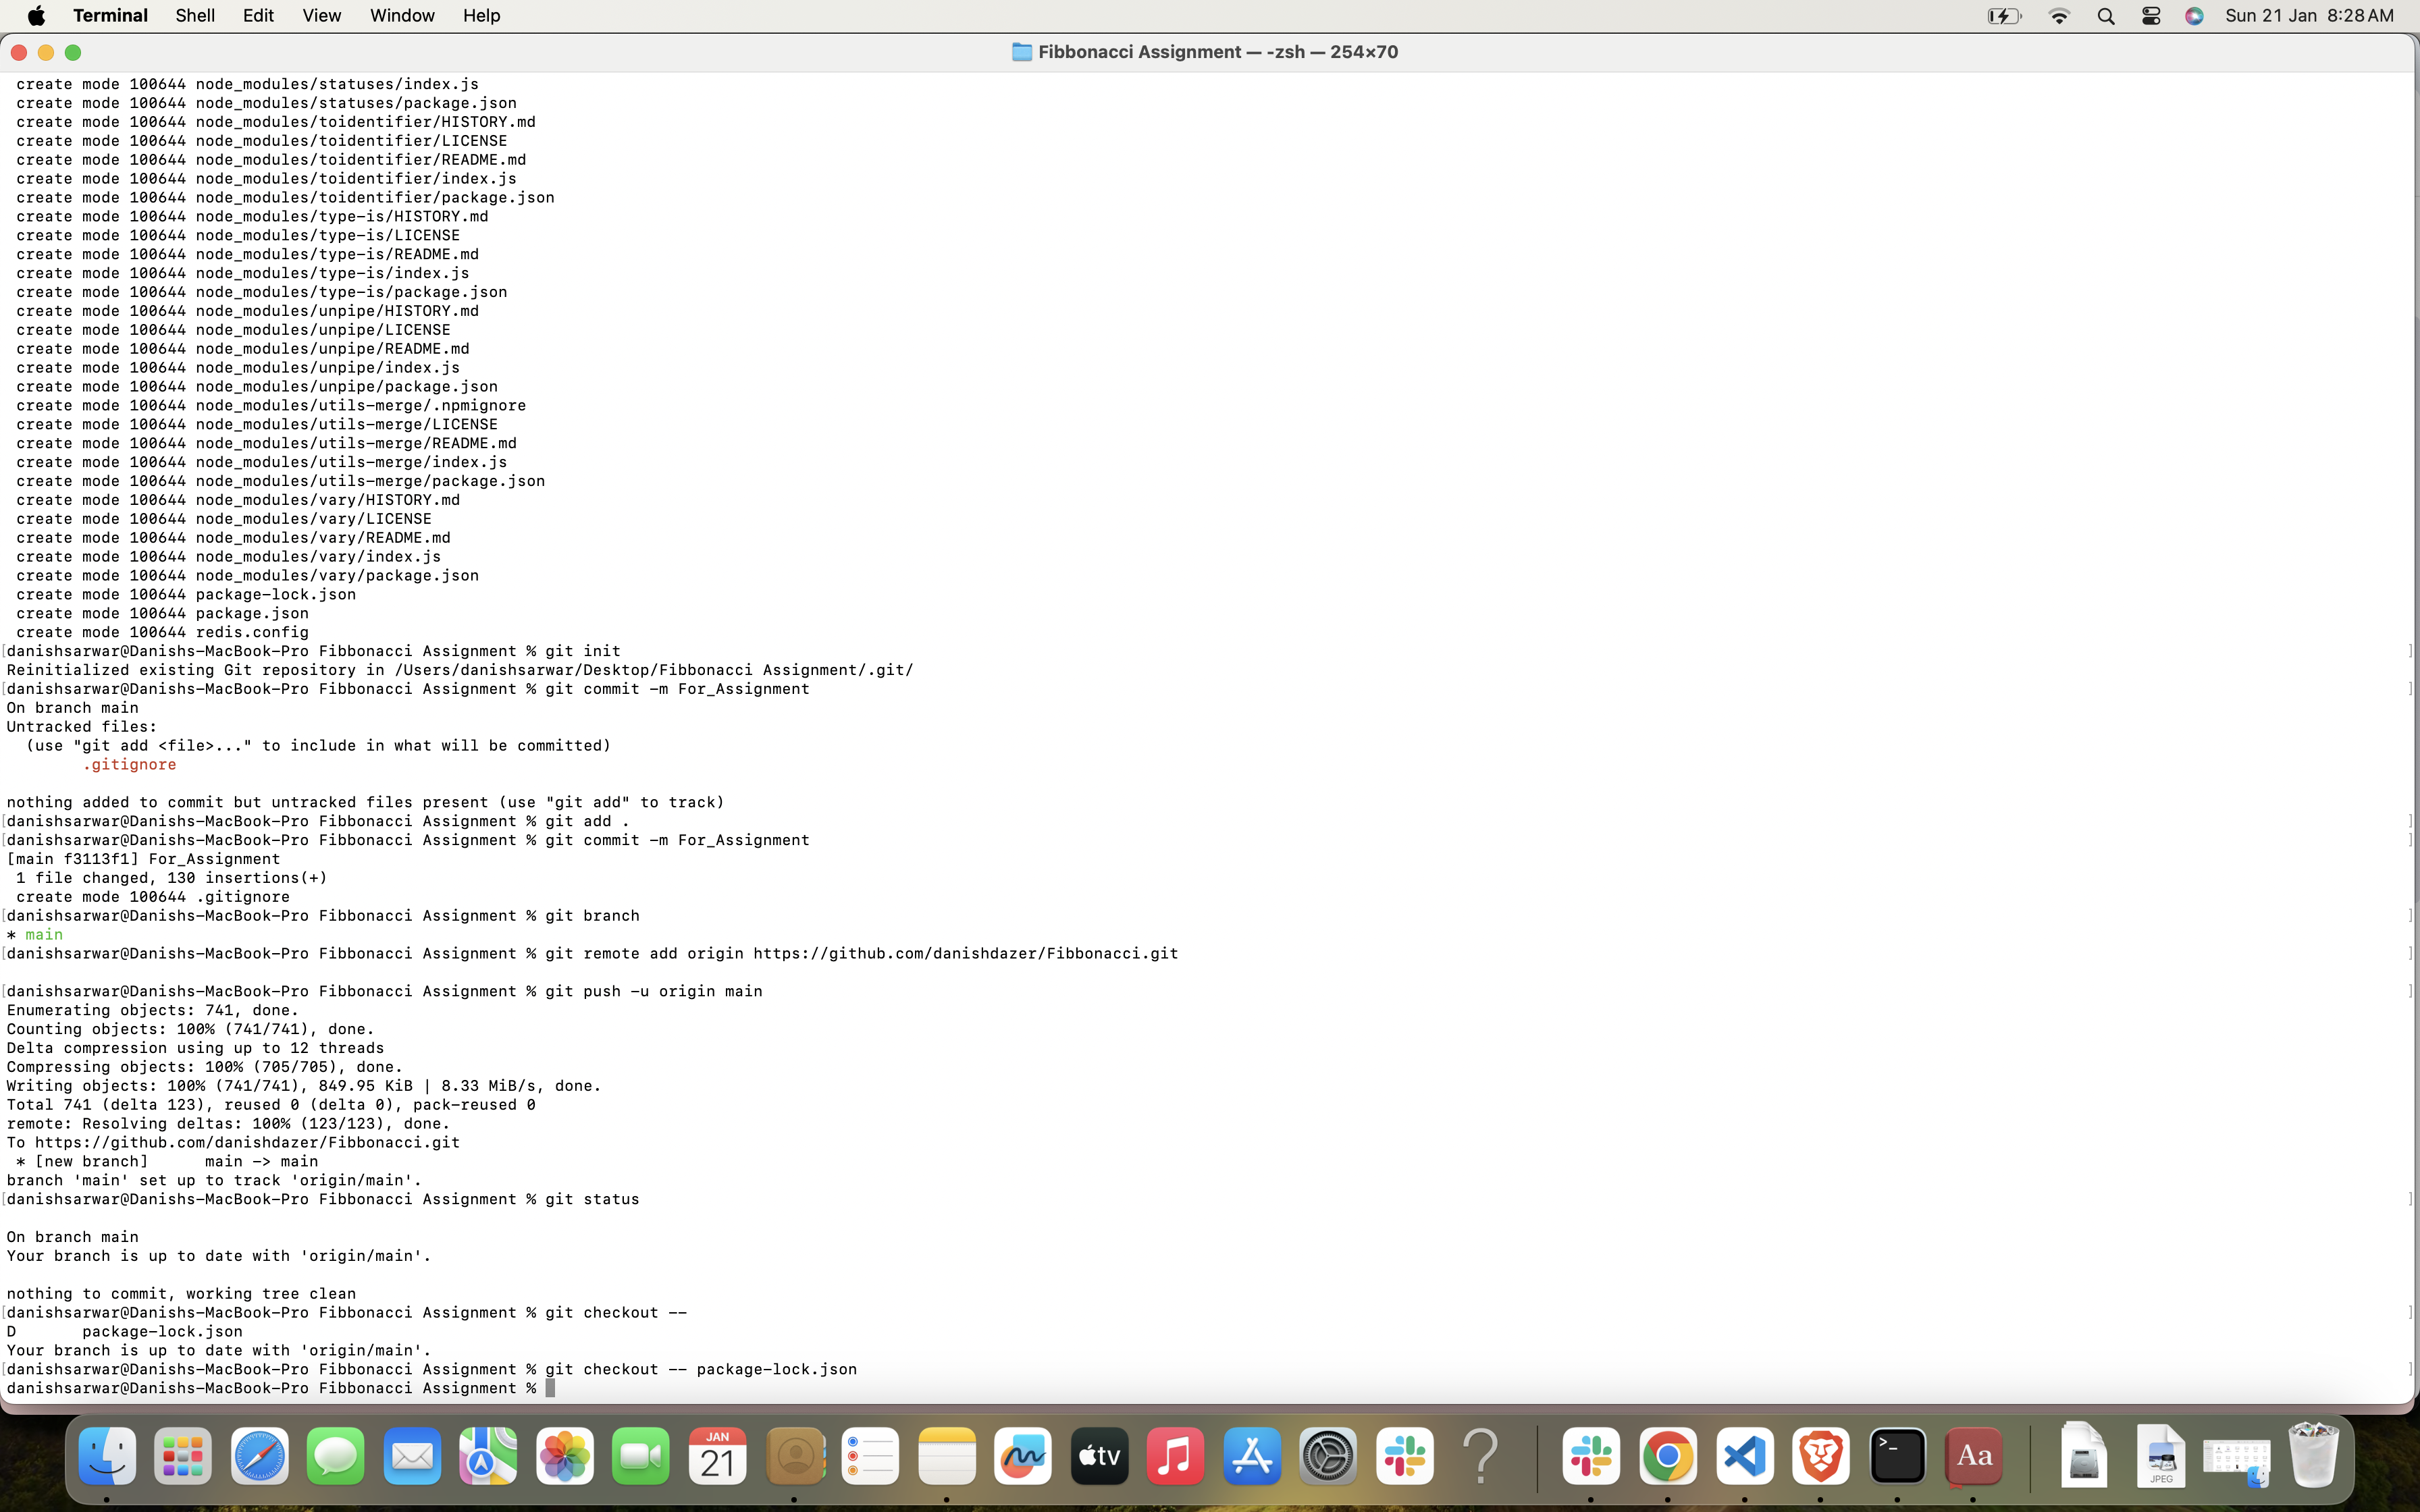 Terminal Shell Edit View Window Help Sun 21 Jan 8:28 AM
Fibbonacci Assignment — -zsh — 254×70
create mode 100644 node_modules/statuses/index.js
create mode 100644 node_modules/statuses/package.json
create mode 100644 node_modules/toidentifier/HISTORY.md
create mode 100644 node_modules/toidentifier/LICENSE
create mode 100644 node_modules/toidentifier/README.md
create mode 100644 node_modules/toidentifier/index.js
create mode 100644 node_modules/toidentifier/package.json
create mode 100644 node_modules/type-is/HISTORY.md
create mode 100644 node_modules/type-is/LICENSE
create mode 100644 node_modules/type-is/README.md
create mode 100644 node_modules/type-is/index.js
create mode 100644 node_modules/type-is/package.json
create mode 100644 node_modules/unpipe/HISTORY.md
create mode 100644 node_modules/unpipe/LICENSE
create mode 100644 node_modules/unpipe/README.md
create mode 100644 node_modules/unpipe/index.js
create mode 100644 node_modules/unpipe/package.json
create mode 100644 node_modules/utils-merge/.npmignore
create mode 100644 node_modules/utils-merge/LICENSE
create mode 100644 node_modules/utils-merge/README.md
create mode 100644 node_modules/utils-merge/index.js
create mode 100644 node_modules/utils-merge/package.json
create mode 100644 node_modules/vary/HISTORY.md
create mode 100644 node_modules/vary/LICENSE
create mode 100644 node_modules/vary/README.md
create mode 100644 node_modules/vary/index.js
create mode 100644 node_modules/vary/package.json
create mode 100644 package-lock.json
create mode 100644 package.json
create mode 100644 redis.config
[danishsarwar@Danishs-MacBook-Pro Fibbonacci Assignment % git init ]
Reinitialized existing Git repository in /Users/danishsarwar/Desktop/Fibbonacci Assignment/.git/
[danishsarwar@Danishs-MacBook-Pro Fibbonacci Assignment % git commit -m For_Assignment ]
On branch main
Untracked files:
(use "git add <file>..." to include in what will be committed)
.gitignore
nothing added to commit but untracked files present (use "git add" to track)
[danishsarwar@Danishs-MacBook-Pro Fibbonacci Assignment % git add . ]
[danishsarwar@Danishs-MacBook-Pro Fibbonacci Assignment % git commit -m For_Assignment ]
[main f3113f1] For_Assignment
1 file changed, 130 insertions(+)
create mode 100644 .gitignore
[danishsarwar@Danishs-MacBook-Pro Fibbonacci Assignment % git branch ]
* main
[danishsarwar@Danishs-MacBook-Pro Fibbonacci Assignment % git remote add origin https://github.com/danishdazer/Fibbonacci.git ]
[danishsarwar@Danishs-MacBook-Pro Fibbonacci Assignment % git push -u origin main ]
Enumerating objects: 741, done.
Counting objects: 100% (741/741), done.
Delta compression using up to 12 threads
Compressing objects: 100% (705/705), done.
Writing objects: 100% (741/741), 849.95 KiB | 8.33 MiB/s, done.
Total 741 (delta 123), reused 0 (delta 0), pack-reused 0
remote: Resolving deltas: 100% (123/123), done.
To https://github.com/danishdazer/Fibbonacci.git
* [new branch] main -> main
branch 'main' set up to track 'origin/main'.
[danishsarwar@Danishs-MacBook-Pro Fibbonacci Assignment % git status ]
On branch main
Your branch is up to date with 'origin/main'.
nothing to commit, working tree clean
[danishsarwar@Danishs-MacBook-Pro Fibbonacci Assignment % git checkout -- ]
D package-lock.json
Your branch is up to date with 'origin/main'.
[danishsarwar@Danishs-MacBook-Pro Fibbonacci Assignment % git checkout -- package-lock.json ]
danishsarwar@Danishs-MacBook-Pro Fibbonacci Assignment %
JAN
21
tv
?
>_
Aa
JPEG